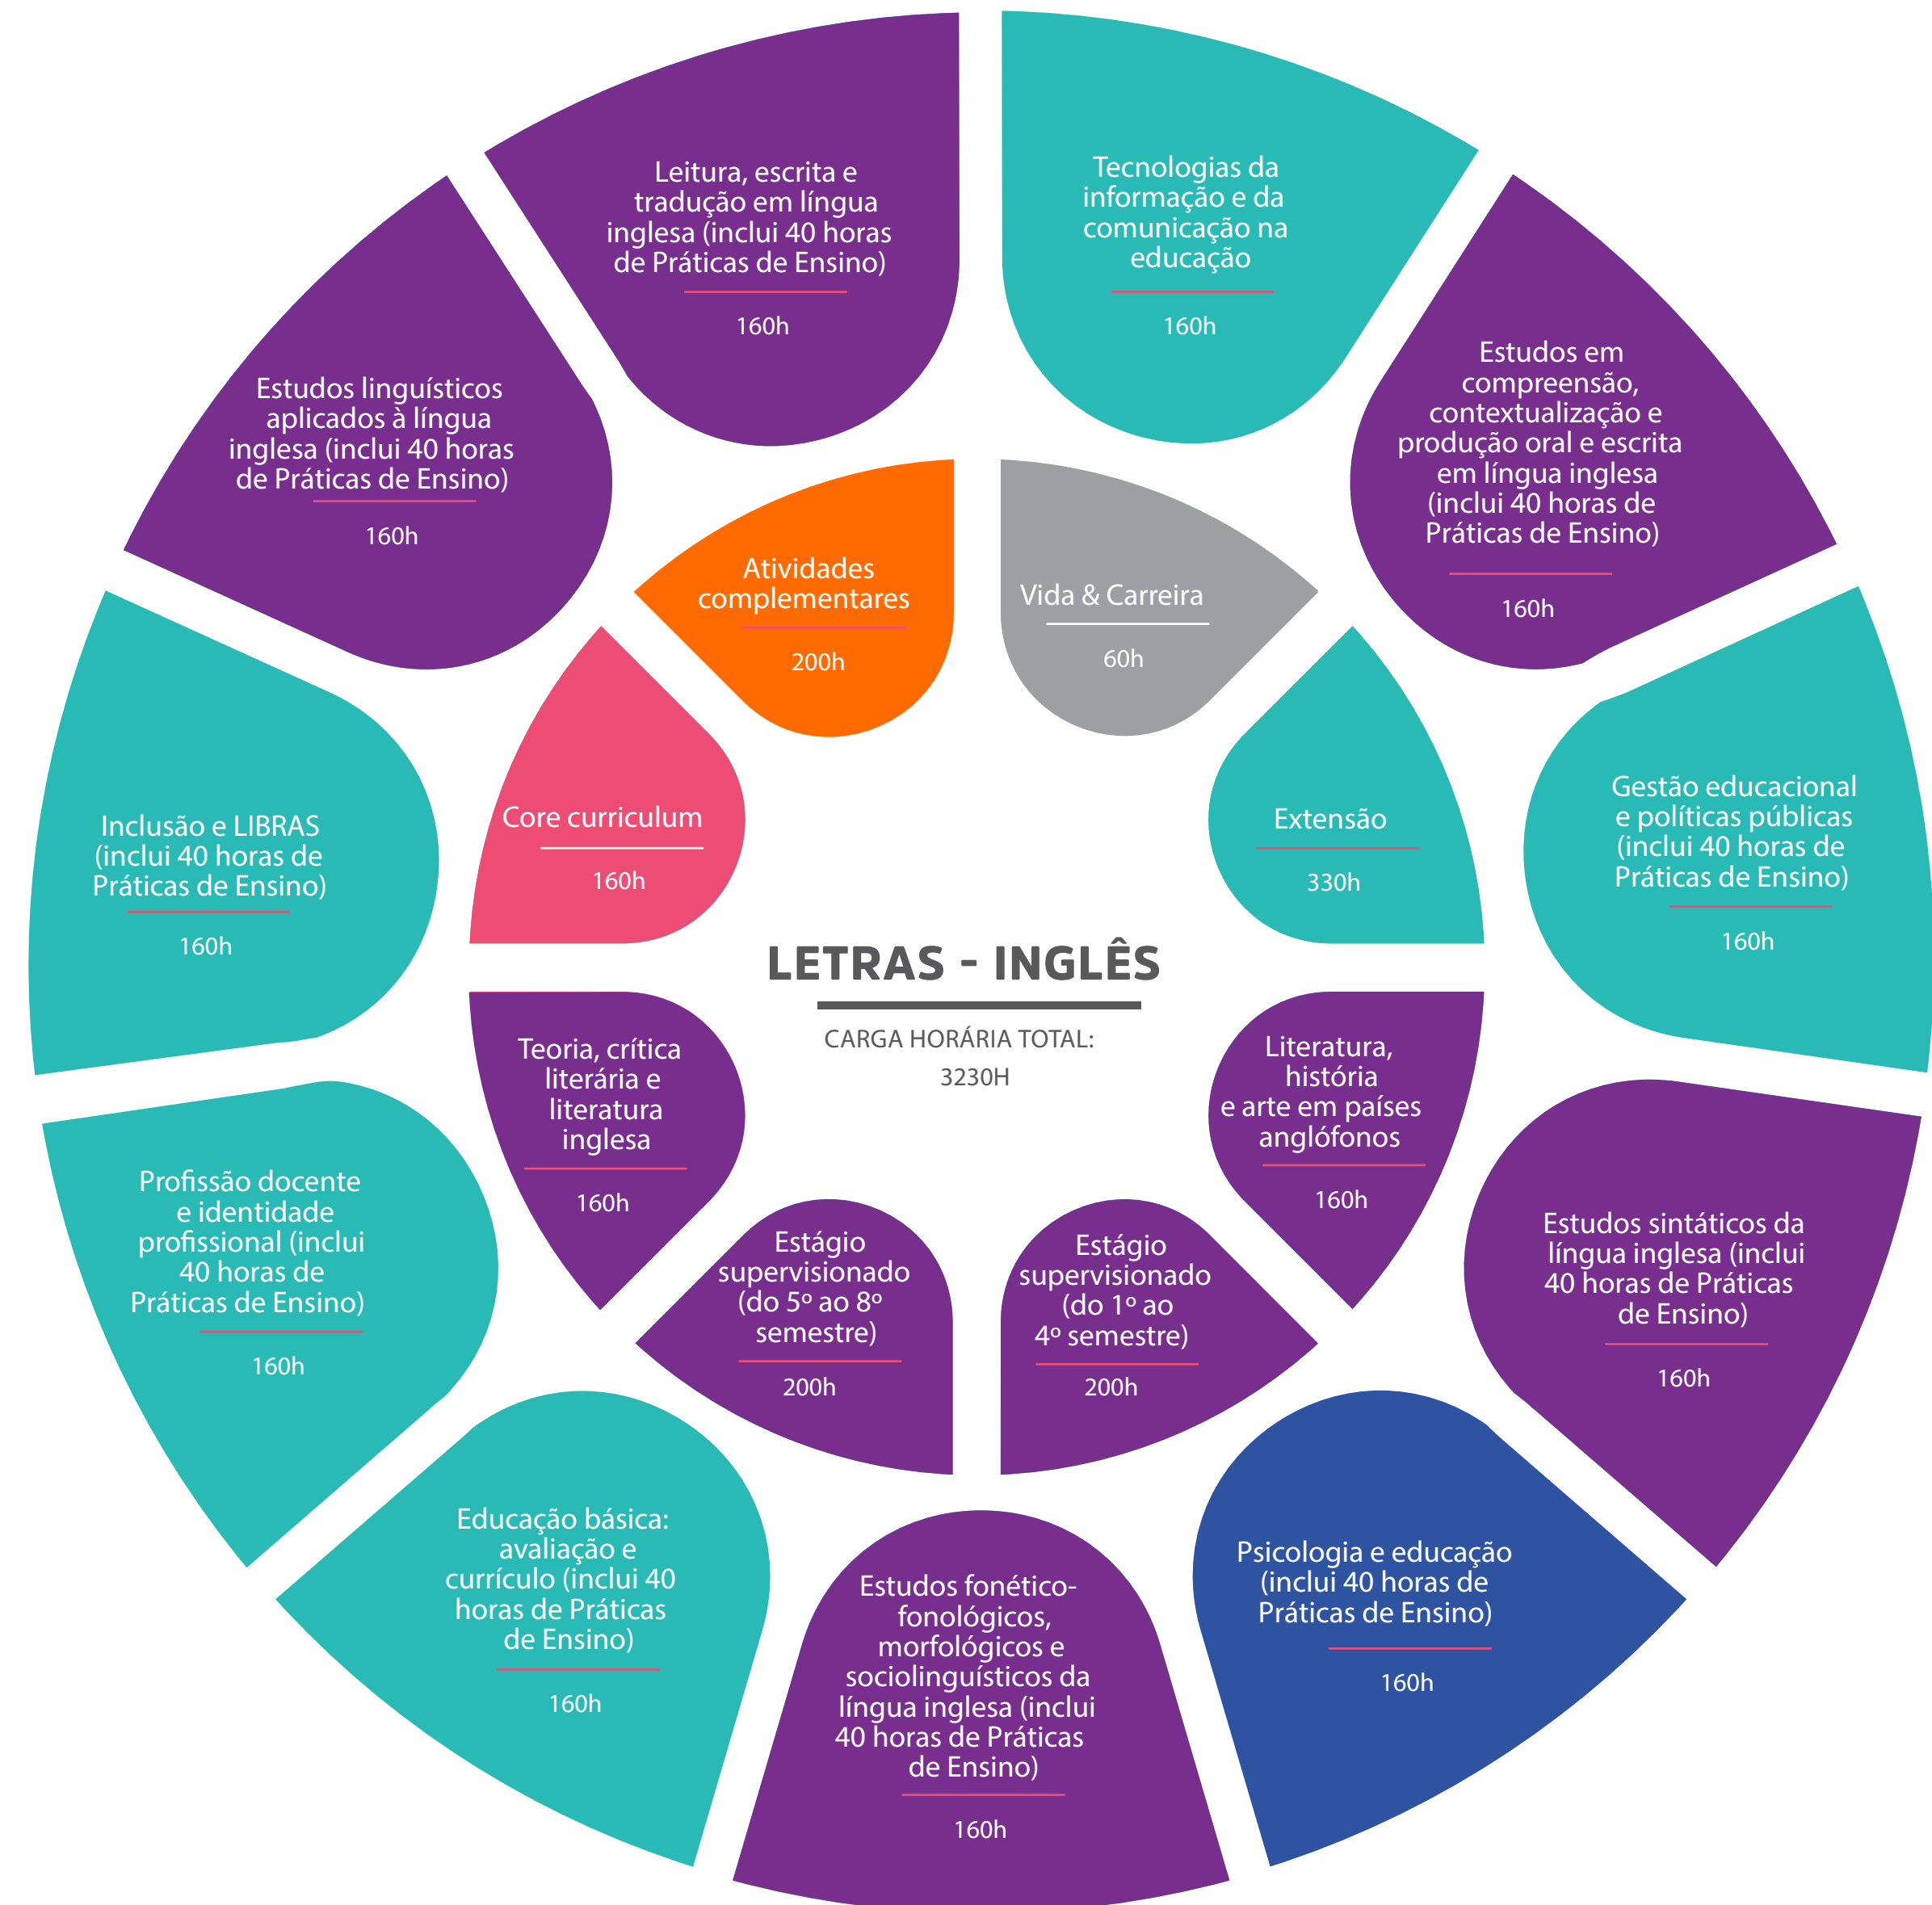 Leitura, escrita e
tradução em língua
inglesa (inclui 40 horas
de Práticas de Ensino)
160h
Tecnologias da
informação e da
comunicação na
educação
160h
Estudos em
compreensão,
contextualização e
produção oral e escrita
em língua inglesa
(inclui 40 horas de
Práticas de Ensino)
160h
Gestão educacional
e políticas públicas
(inclui 40 horas de
Práticas de Ensino)
160h
Estudos sintáticos da
língua inglesa (inclui
40 horas de Práticas
de Ensino)
160h
Psicologia e educação
(inclui 40 horas de
Práticas de Ensino)
160h
Estudos fonético-
fonológicos,
morfológicos e
sociolinguísticos da
língua inglesa (inclui
40 horas de Práticas
de Ensino)
160h
Educação básica:
avaliação e
currículo (inclui 40
horas de Práticas
de Ensino)
160h
Profissão docente
e identidade
profissional (inclui
40 horas de
Práticas de Ensino)
160h
Inclusão e LIBRAS
(inclui 40 horas de
Práticas de Ensino)
160h
Estudos linguísticos
aplicados à língua
inglesa (inclui 40 horas
de Práticas de Ensino)
160h
Atividades
complementares
200h
Vida & Carreira
60h
Extensão
330h
Literatura,
história
e arte em países
anglófonos
160h
Estágio
supervisionado
(do 1º ao
4º semestre)
200h
Estágio
supervisionado
(do 5º ao 8º
semestre)
200h
Teoria, crítica
literária e
literatura
inglesa
160h
Core curriculum
160h
LETRAS - INGLÊS
CARGA HORÁRIA TOTAL:
3230H